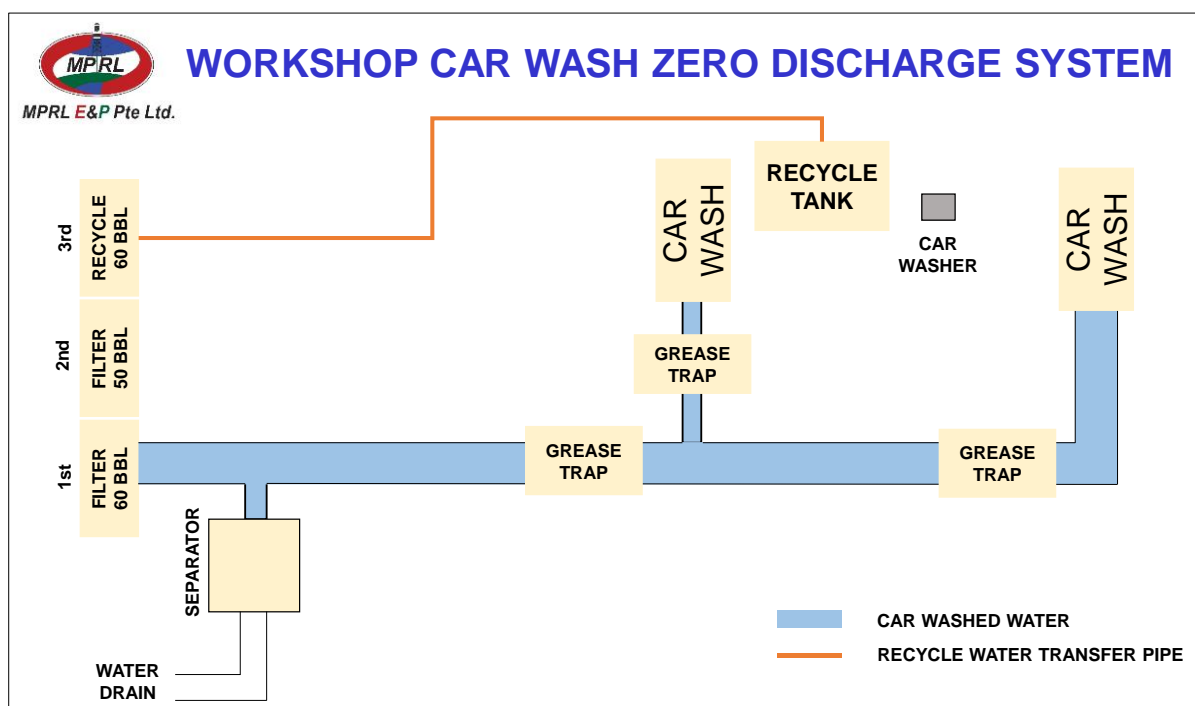 MPRL
MPRL E&P Pte Ltd.
WORKSHOP CAR WASH ZERO DISCHARGE SYSTEM
3rd
RECYCLE
60 BBL
2nd
FILTER
50 BBL
1st
FILTER
60 BBL
CAR
WASH
RECYCLE
TANK
CAR
WASHER
CAR
WASH
GREASE
TRAP
GREASE
TRAP
GREASE
TRAP
SEPARATOR
WATER
DRAIN
CAR WASHED WATER
RECYCLE WATER TRANSFER PIPE